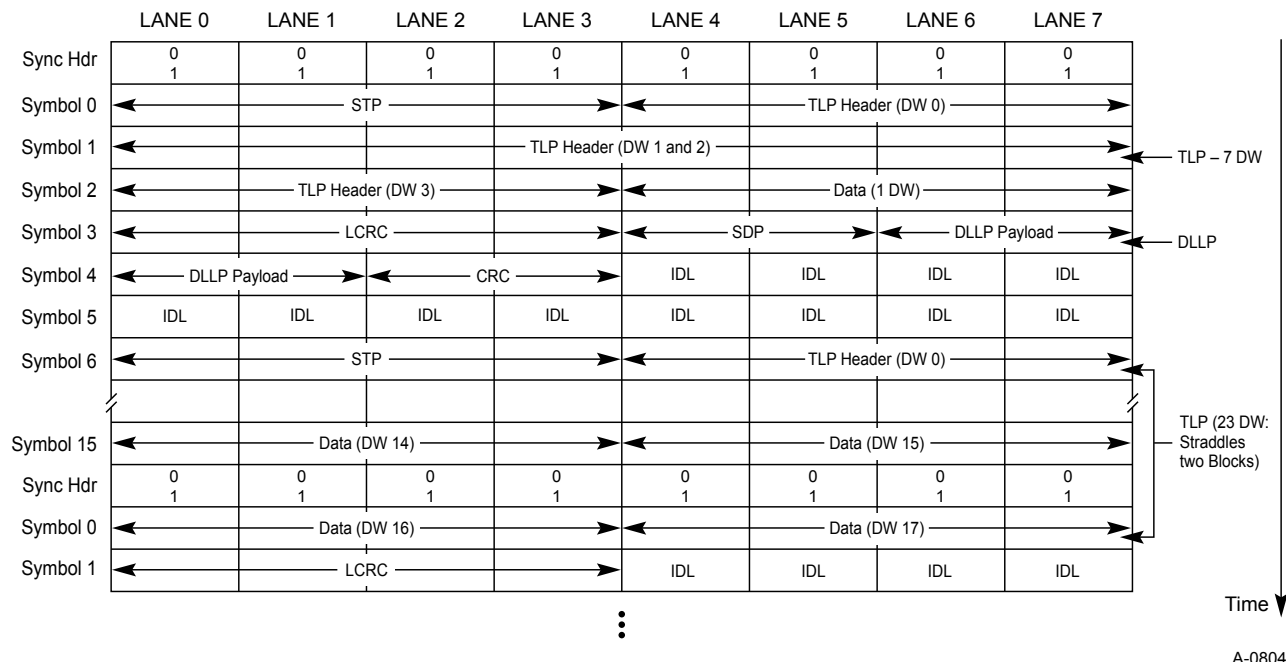 LANE 0 LANE 1 LANE 2 LANE 3 LANE 4 LANE 5 LANE 6 LANE 7
Sync Hdr 0 0 0 0 0 0 0 0
1 1 1 1 1 1 1 1
Symbol 0 STP TLP Header (DW 0)
Symbol 1 TLP Header (DW 1 and 2)
TLP – 7 DW
Symbol 2 TLP Header (DW 3) Data (1 DW)
Symbol 3 LCRC SDP DLLP Payload
DLLP
Symbol 4 DLLP Payload CRC IDL IDL IDL IDL
Symbol 5 IDL IDL IDL IDL IDL IDL IDL IDL
Symbol 6 STP TLP Header (DW 0)
TLP (23 DW:
Straddles
two Blocks)
Symbol 15 Data (DW 14) Data (DW 15)
Sync Hdr 0 0 0 0 0 0 0 0
1 1 1 1 1 1 1 1
Symbol 0 Data (DW 16) Data (DW 17)
Symbol 1 LCRC IDL IDL IDL IDL
Time
A-0804